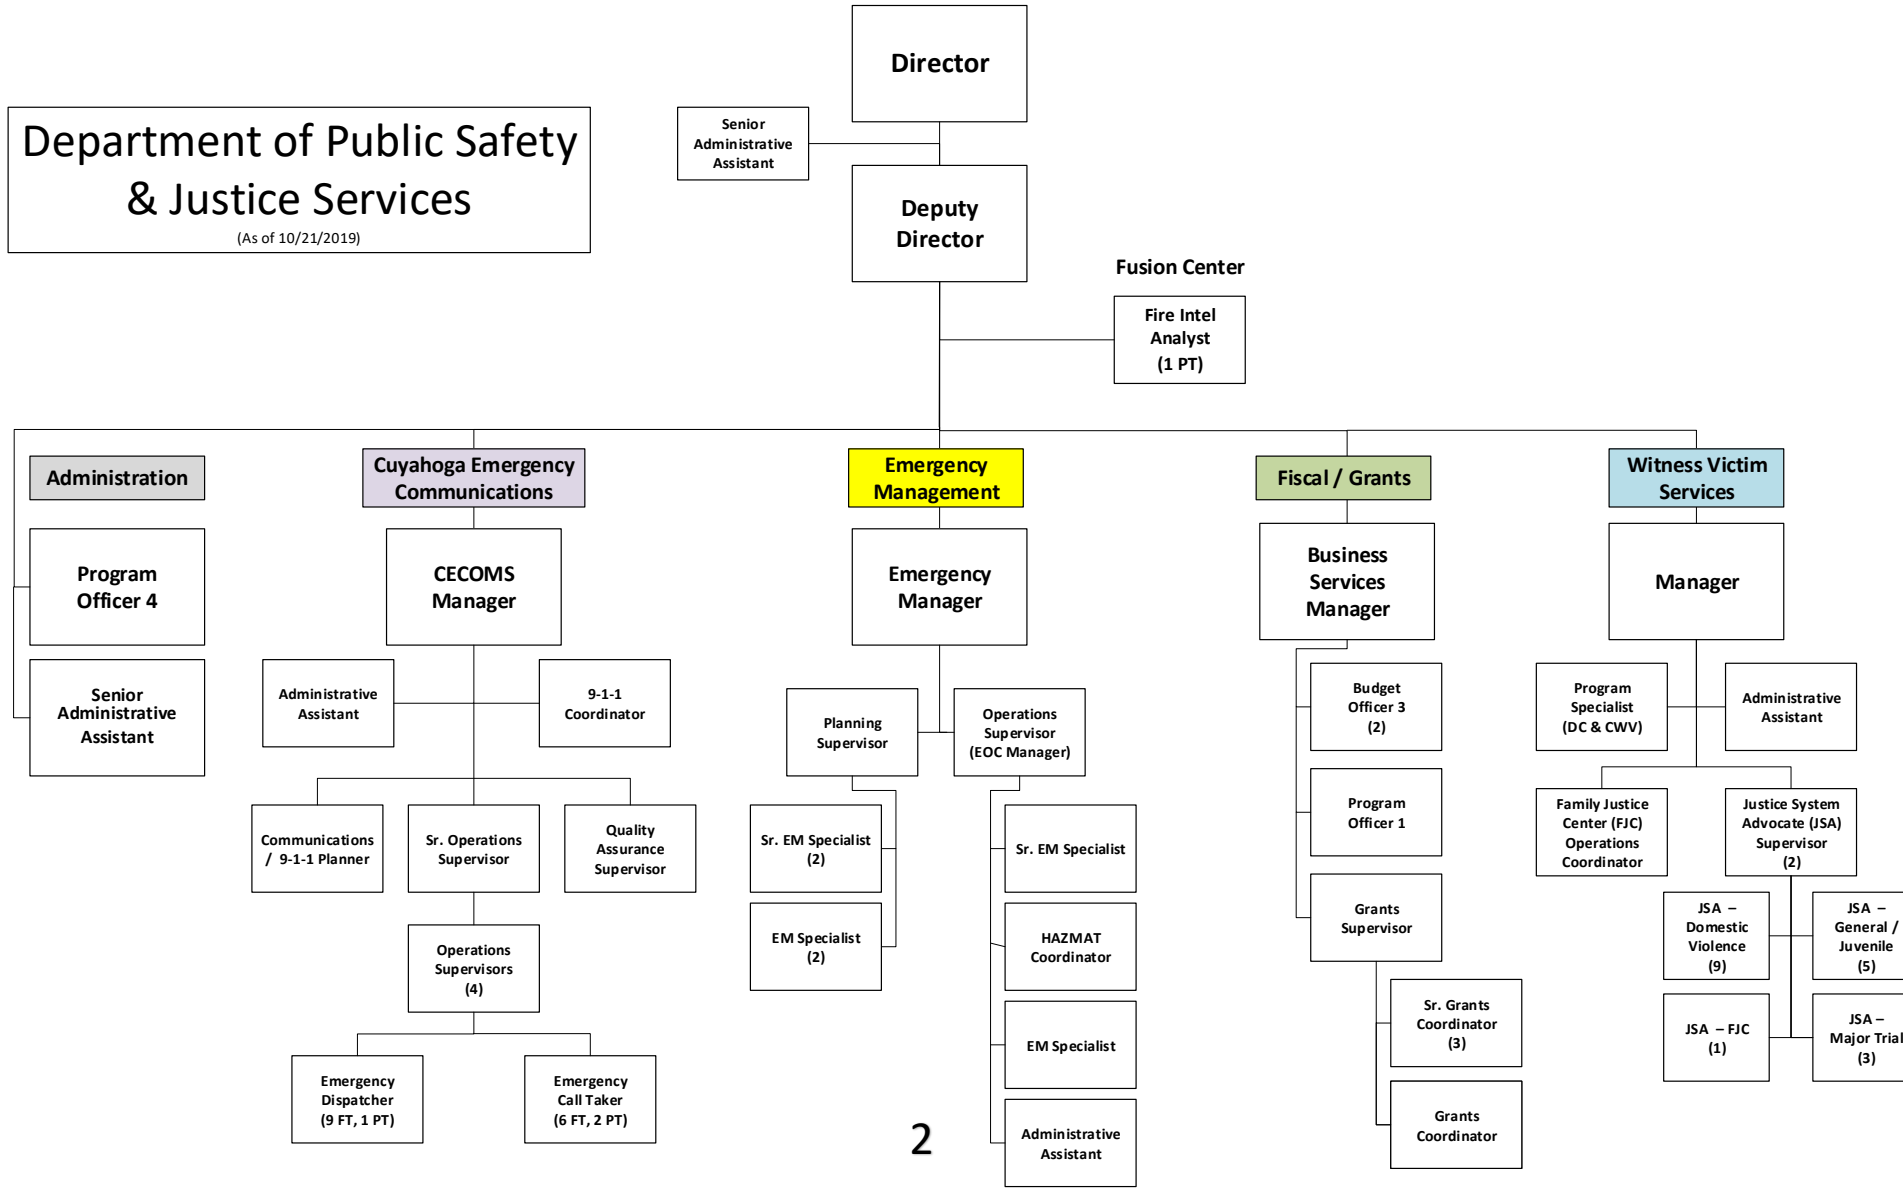 Director
Senior
Administrative
Assistant
Department of Public Safety
& Justice Services
(As of 10/21/2019)
Deputy
Director
Fusion Center
Fire Intel
Analyst
(1 PT)
Administration
Program
Officer 4
Senior
Administrative
Assistant
Cuyahoga Emergency
Communications
CECOMS
Manager
Administrative
Assistant
9-1-1
Coordinator
Communications
/ 9-1-1 Planner
Sr. Operations
Supervisor
Quality
Assurance
Supervisor
Operations
Supervisors
(4)
Emergency
Dispatcher
(9 FT, 1 PT)
Emergency
Call Taker
(6 FT, 2 PT)
Emergency
Management
Emergency
Manager
Planning
Supervisor
Operations
Supervisor
(EOC Manager)
Sr. EM Specialist
(2)
EM Specialist
(2)
Sr. EM Specialist
HAZMAT
Coordinator
EM Specialist
Administrative
Assistant
Fiscal / Grants
Business
Services
Manager
Budget
Officer 3
(2)
Program
Officer 1
Grants
Supervisor
Sr. Grants
Coordinator
(3)
Grants
Coordinator
Witness Victim
Services
Manager
Program
Specialist
(DC & CWV)
Administrative
Assistant
Family Justice
Center (FJC)
Operations
Coordinator
Justice System
Advocate (JSA)
Supervisor
(2)
JSA –
Domestic
Violence
(9)
JSA –
General /
Juvenile
(5)
JSA – FJC
(1)
JSA –
Major Trial
(3)
2